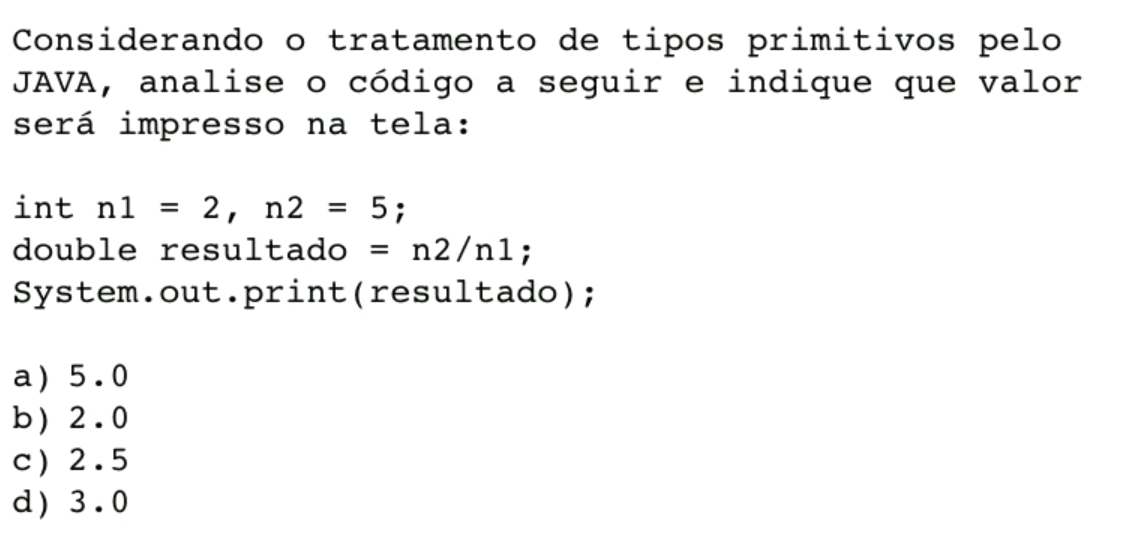 Considerando o tratamento de tipos primitivos pelo
JAVA, analise o código a seguir e indique que valor
será impresso na tela:
int n1 = 2, n2 = 5;
double resultado = n2/n1;
System.out.print(resultado);
a) 5.0
b) 2.0
c) 2.5
d) 3.0